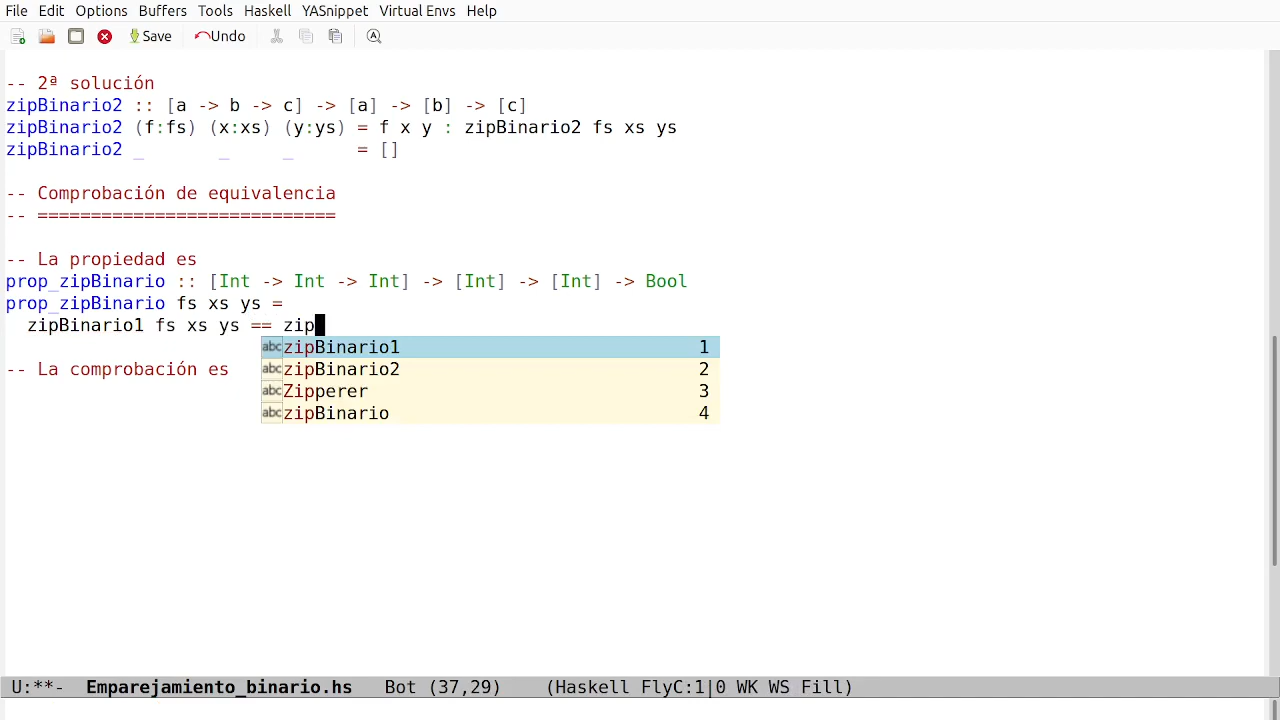 File Edit Options Buffers Tools Haskell YASnippet Virtual Envs Help
Save Undo
-- 2ª solución
zipBinario2 :: [a -> b -> c] -> [a] -> [b] -> [c]
zipBinario2 (f:fs) (x:xs) (y:ys) = f x y : zipBinario2 fs xs ys
zipBinario2 _      _    _      = []
-- Comprobación de equivalencia
-- ============================
-- La propiedad es
prop_zipBinario :: [Int -> Int -> Int] -> [Int] -> [Int] -> Bool
prop_zipBinario fs xs ys =
  zipBinario1 fs xs ys == zip
abc zipBinario1 1
-- La comprobación es abc zipBinario2 2
abc Zipperer 3
abc zipBinario 4
U:**-  Emparejamiento_binario.hs   Bot (37,29)    (Haskell FlyC:1|0 WK WS Fill)